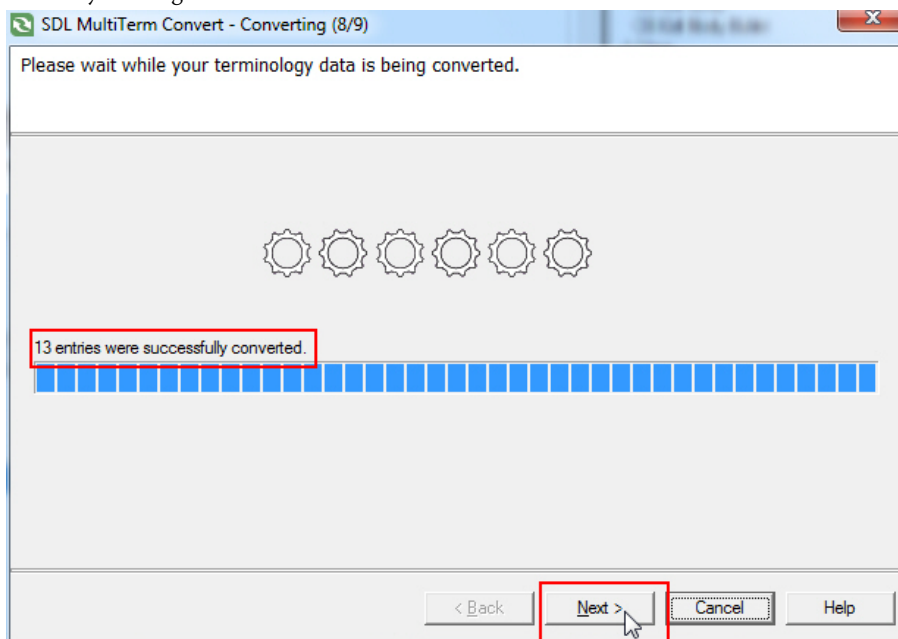 SDL MultiTerm Convert - Converting (8/9)
Please wait while your terminology data is being converted.
13 entries were successfully converted.
< Back Next > Cancel Help